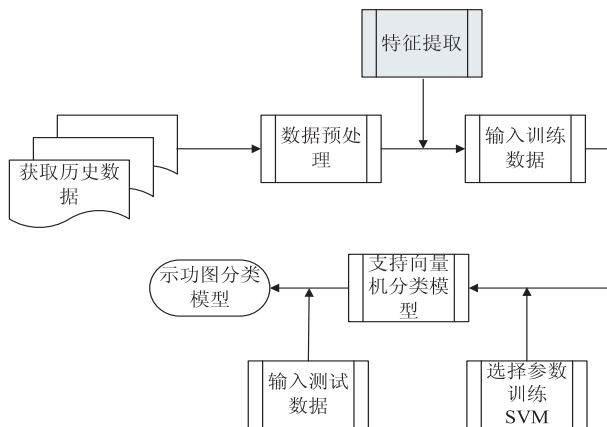 特征提取
获取历史数
据
数据预处
理
输入训练
数据
示功图分类
模型
支持向量
机分类模
型
输入测试
数据
选择参数
训练
SVM